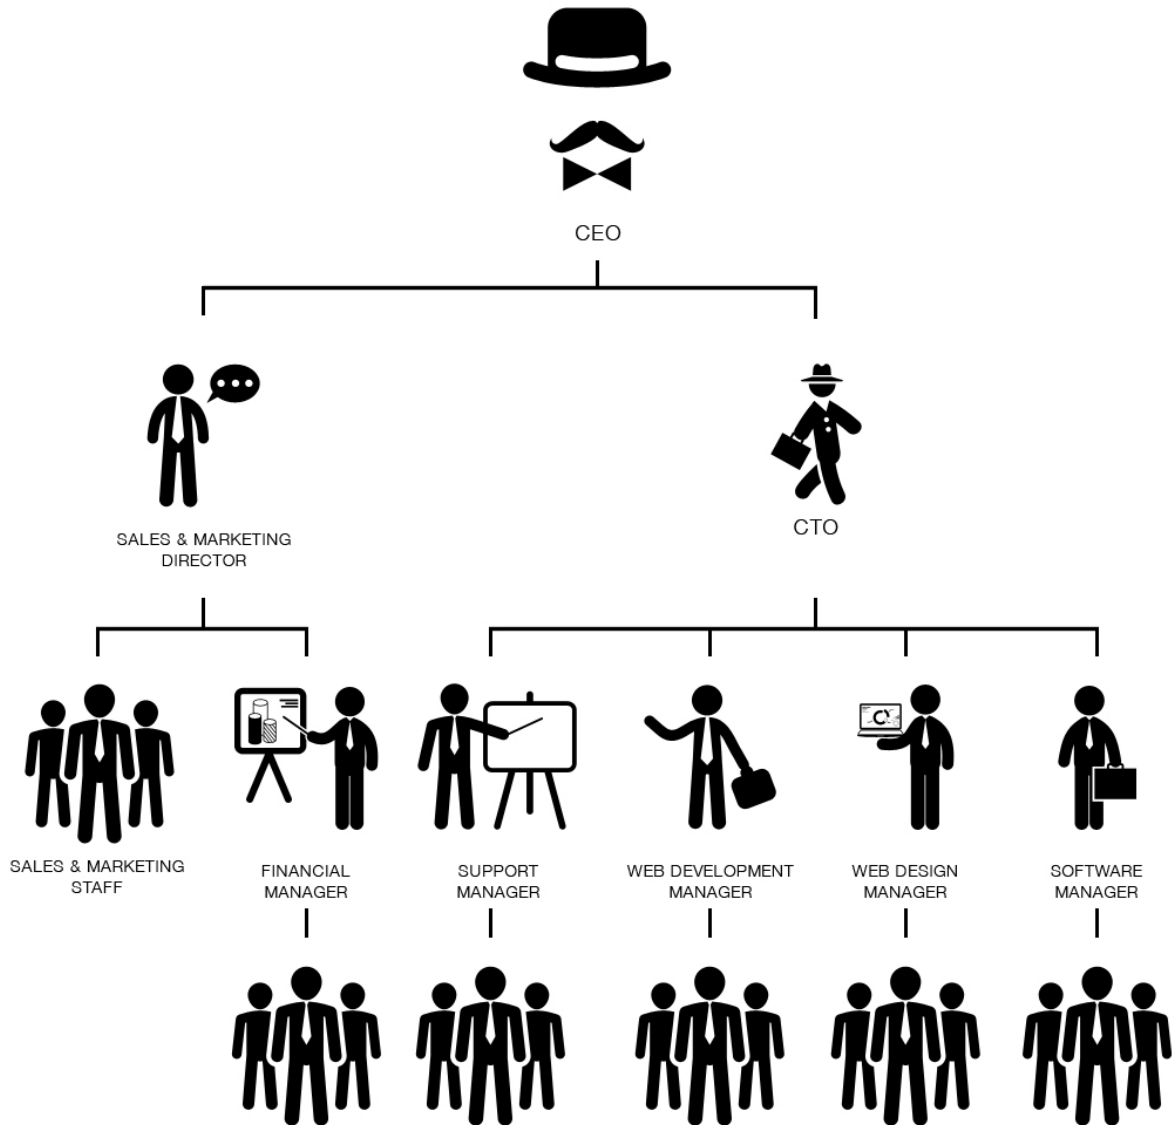 CEO
SALES & MARKETING
DIRECTOR
CTO
SALES & MARKETING
STAFF
FINANCIAL
MANAGER
SUPPORT
MANAGER
WEB DEVELOPMENT
MANAGER
WEB DESIGN
MANAGER
SOFTWARE
MANAGER